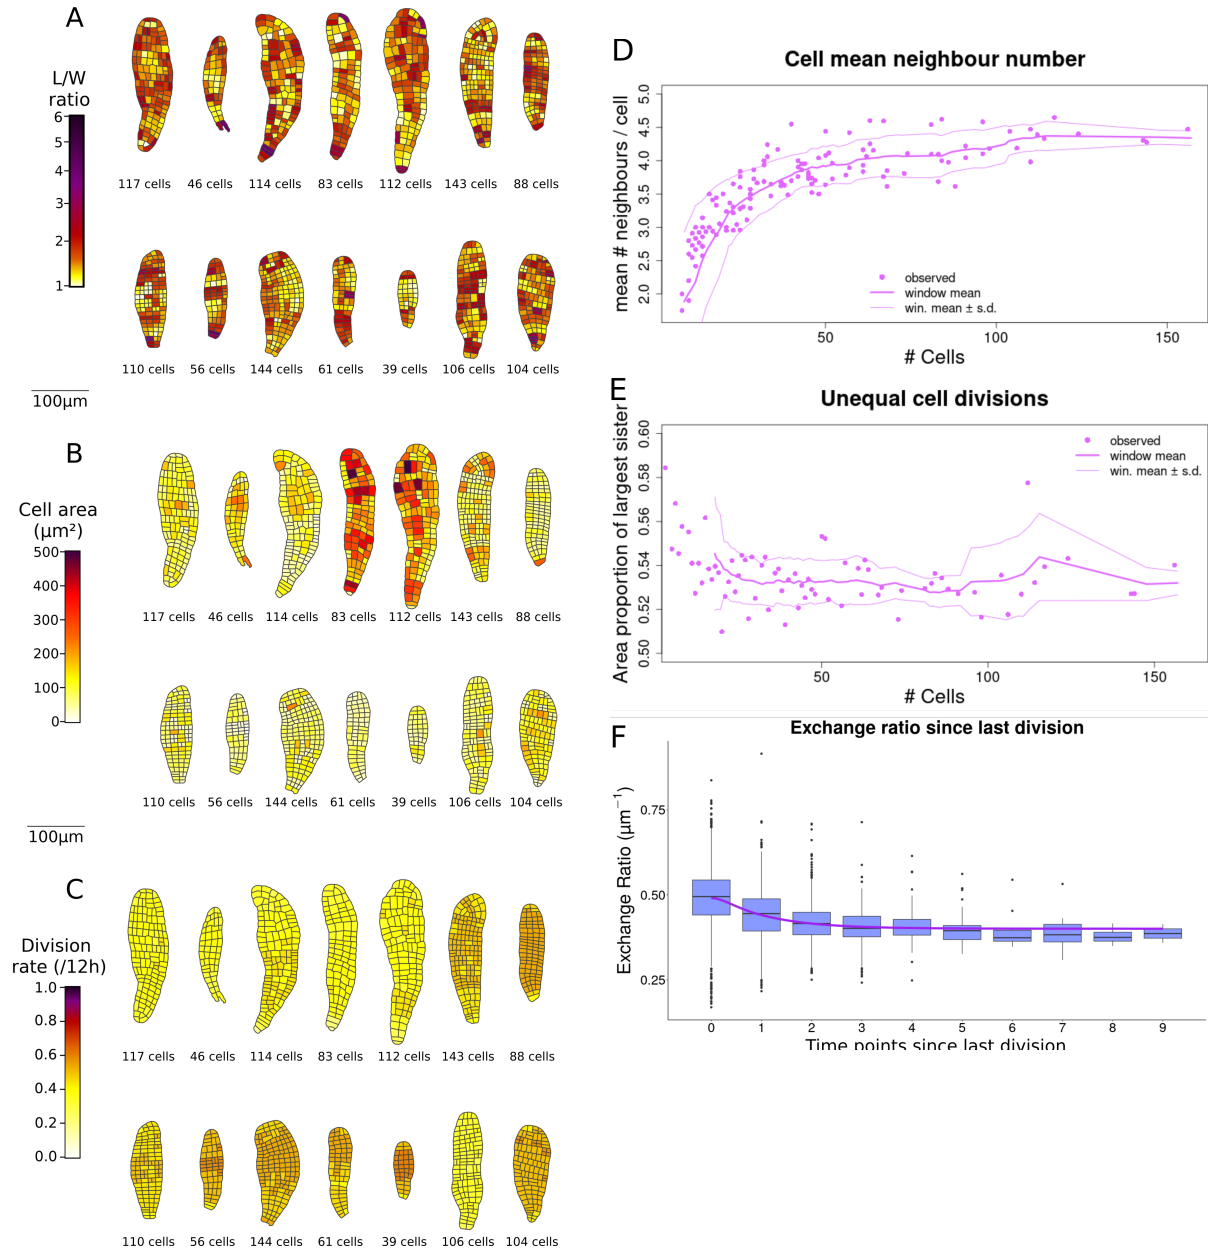 A
L/W
ratio
6
5
4
3
2
1
117 cells 46 cells 114 cells 83 cells 112 cells 143 cells 88 cells
110 cells 56 cells 144 cells 61 cells 39 cells 106 cells 104 cells
100µm
B
Cell area
(µm²)
500
400
300
200
100
0
117 cells 46 cells 114 cells 83 cells 112 cells 143 cells 88 cells
110 cells 56 cells 144 cells 61 cells 39 cells 106 cells 104 cells
100µm
C
Division
rate (/12h)
1.0
0.8
0.6
0.4
0.2
0.0
117 cells 46 cells 114 cells 83 cells 112 cells 143 cells 88 cells
110 cells 56 cells 144 cells 61 cells 39 cells 106 cells 104 cells
D
Cell mean neighbour number
mean # neighbours / cell
5.0
4.5
4.0
3.5
3.0
2.5
2.0
observed
window mean
win. mean ± s.d.
50 100 150
# Cells
E
Unequal cell divisions
Area proportion of largest sister
0.60
0.58
0.56
0.54
0.52
0.50
observed
window mean
win. mean ± s.d.
50 100 150
# Cells
F
Exchange ratio since last division
Exchange Ratio (µm⁻¹)
0.75
0.50
0.25
0 1 2 3 4 5 6 7 8 9
Time points since last division